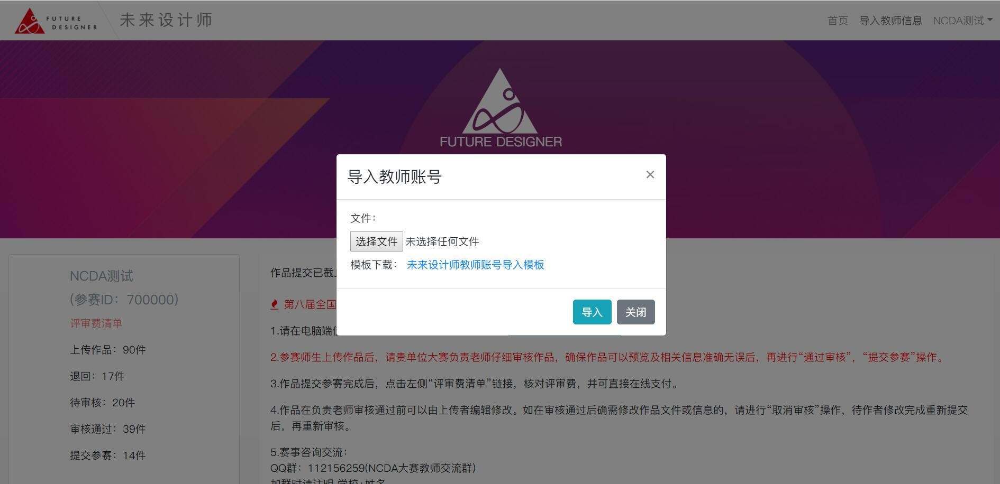 FUTURE
DESIGNER
未来设计师
首页 导入教师信息 NCDA测试
FUTURE DESIGNER
导入教师账号
×
文件：
选择文件 未选择任何文件
模板下载： 未来设计师教师账号导入模板
导入 关闭
NCDA测试
(参赛ID：700000)
评审费清单
上传作品：90件
退回：17件
待审核：20件
审核通过：39件
提交参赛：14件
作品提交已截
第八届全国
1.请在电脑端
2.参赛师生上传作品后，请贵单位大赛负责老师仔细审核作品，确保作品可以预览及相关信息准确无误后，再进行“通过审核”，“提交参赛”操作。
3.作品提交参赛完成后，点击左侧“评审费清单”链接，核对评审费，并可直接在线支付。
4.作品在负责老师审核通过前可以由上传者编辑修改。如在审核通过后确需修改作品文件或信息的，请进行“取消审核”操作，待作者修改完成重新提交
后，再重新审核。
5.赛事咨询交流：
QQ群：112156259(NCDA大赛教师交流群)
加群时请注明 学校+姓名